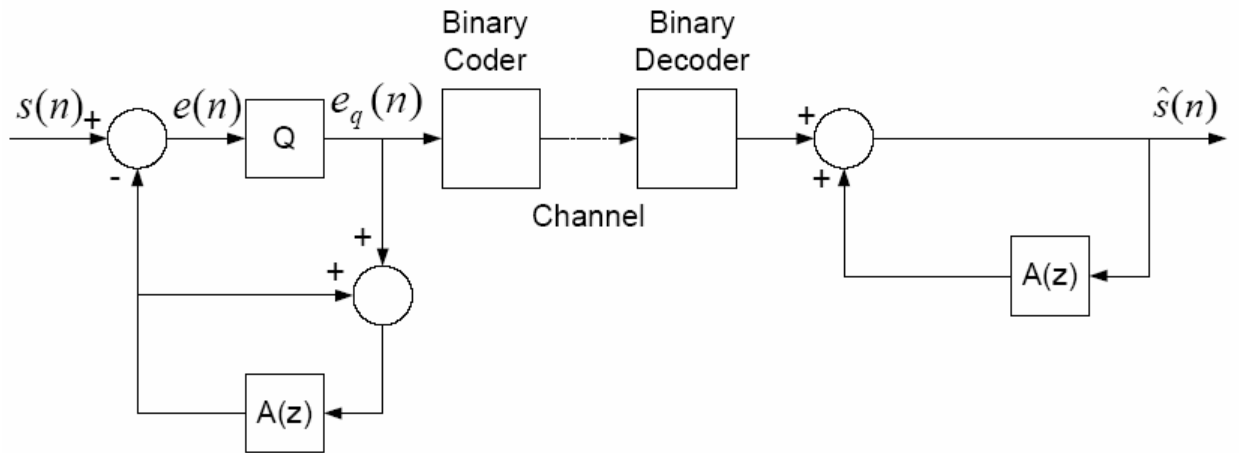 Binary
Coder
Binary
Decoder
s(n)
+
e(n)
Q
e_q(n)
+
ŝ(n)
-
+
Channel
+
+
A(z)
A(z)